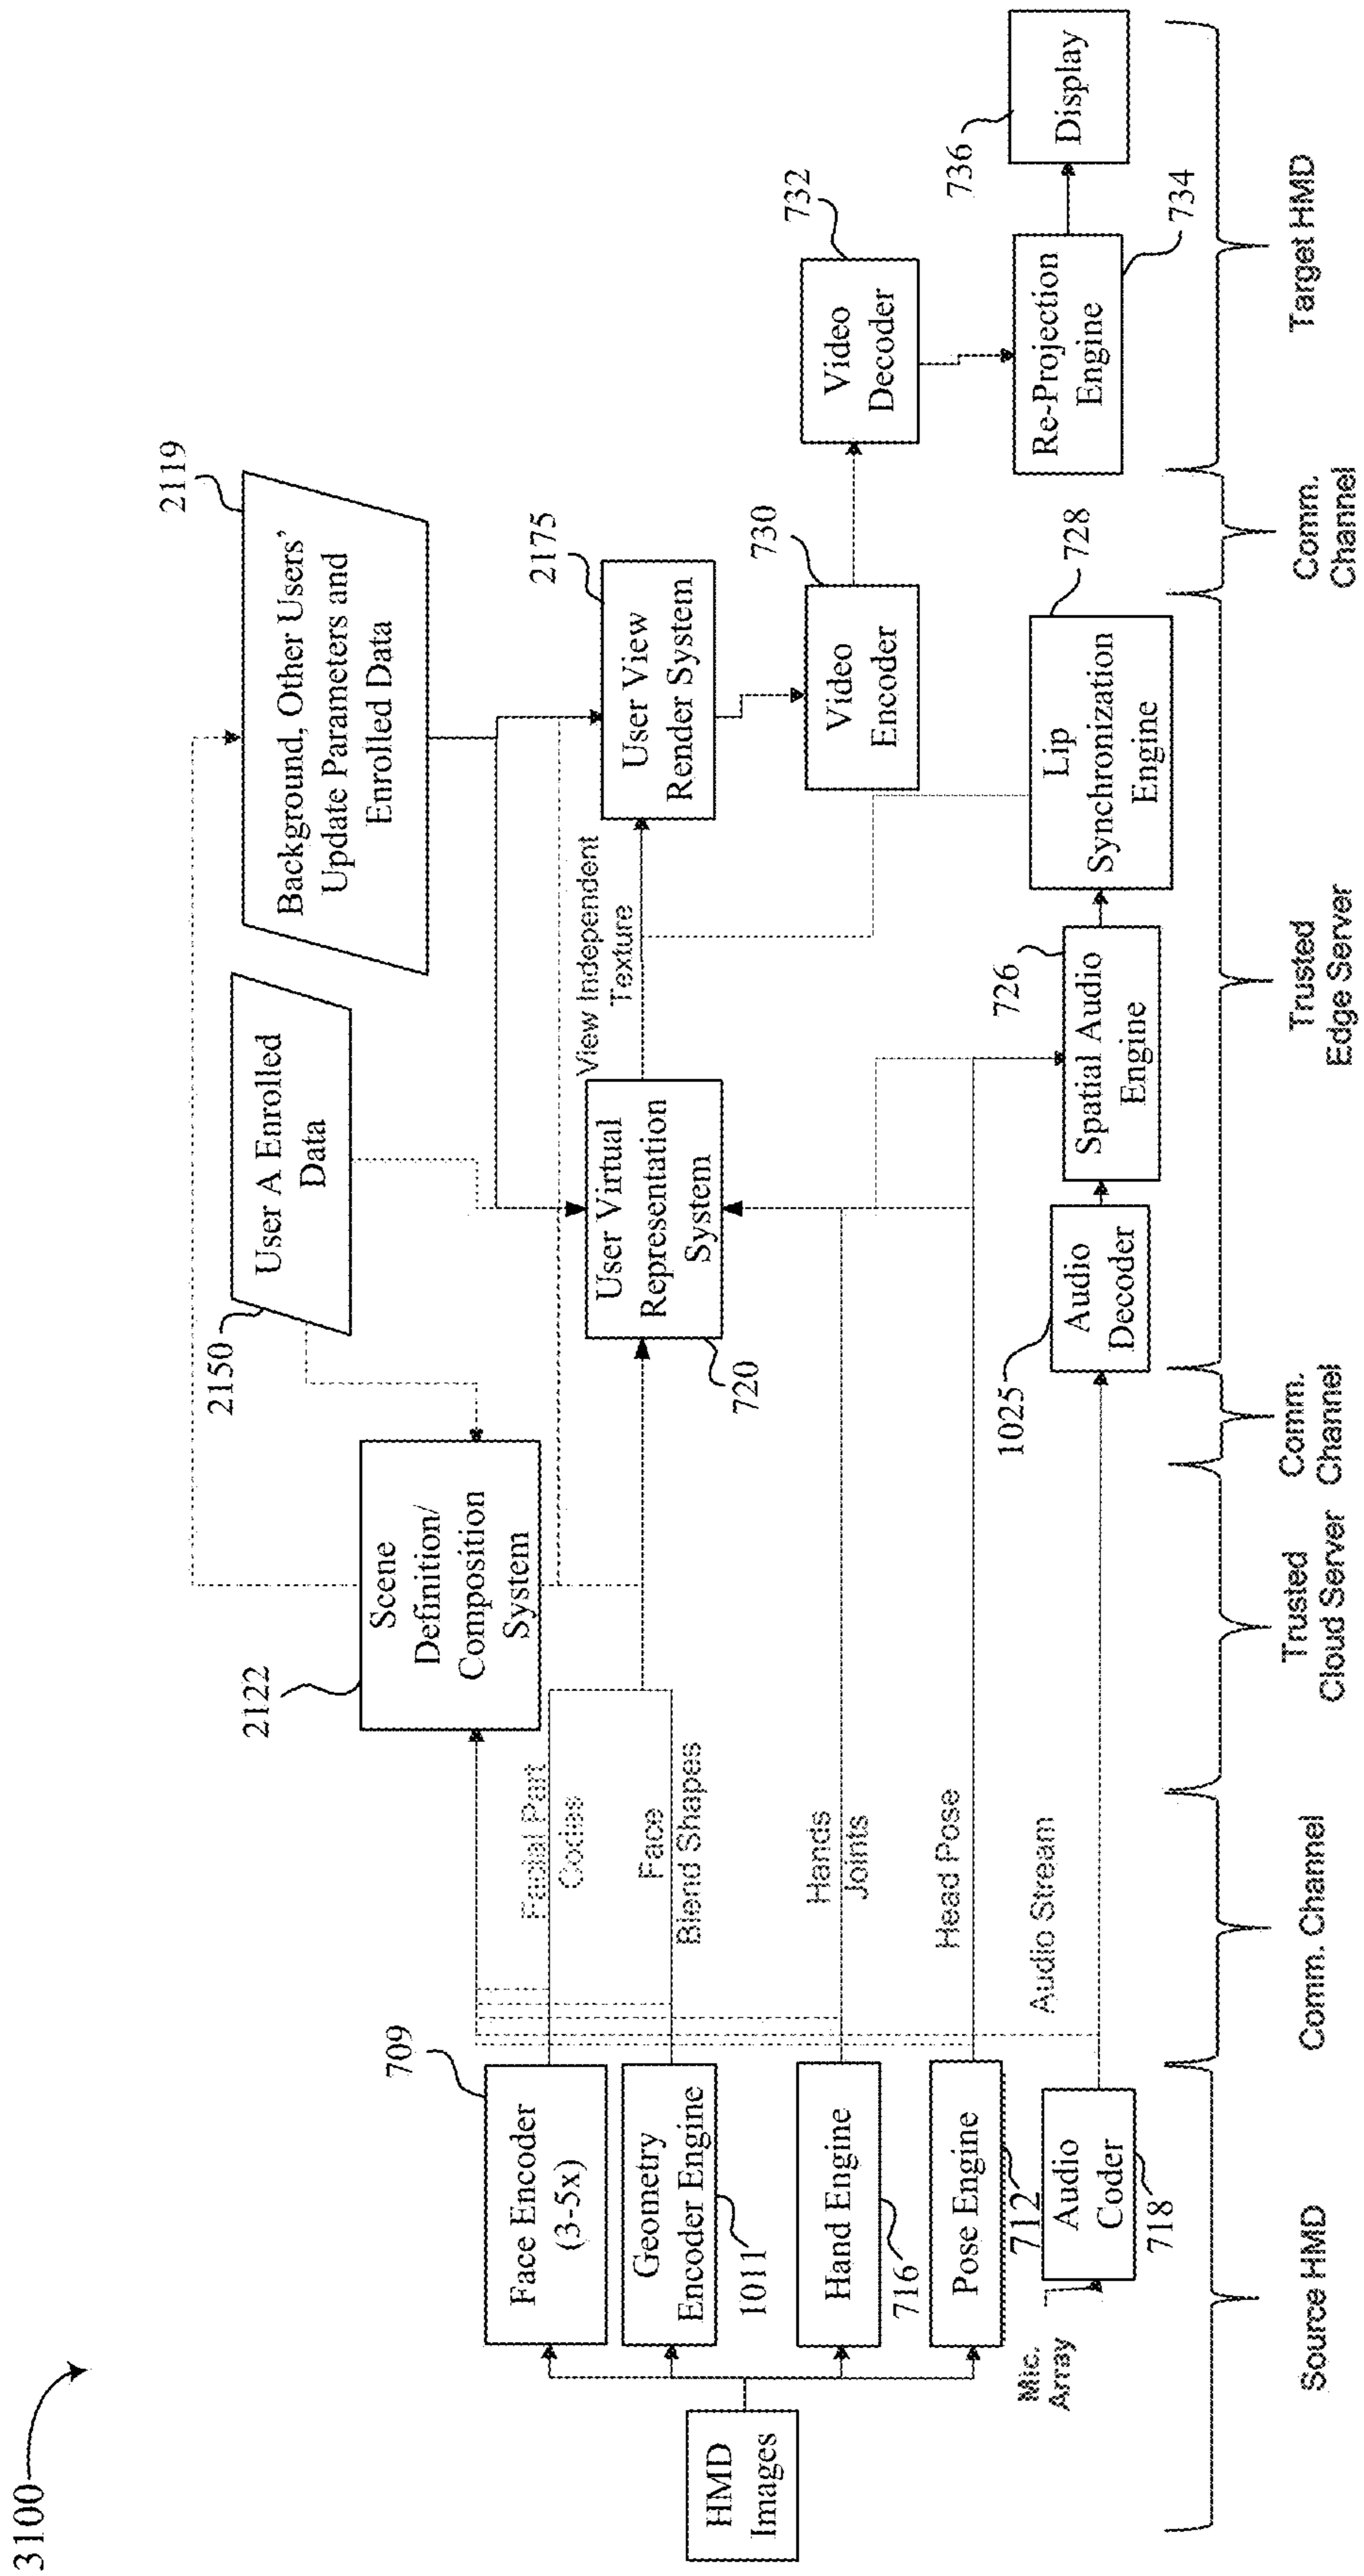 3100
HMD
Images
Face Encoder
(3-5x)
709
Geometry
Encoder Engine
1011
Hand Engine
716
Pose Engine
712
Mic.
Array
Audio
Coder
718
Facial Part
Codes
Face
Blend Shapes
Hands
Joints
Head Pose
Audio Stream
2122
Scene
Definition/
Composition
System
2150
User A Enrolled
Data
2119
Background, Other Users'
Update Parameters and
Enrolled Data
User Virtual
Representation
System
720
View Independent
Texture
2175
User View
Render System
1025
Audio
Decoder
726
Spatial Audio
Engine
728
Lip
Synchronization
Engine
730
Video
Encoder
732
Video
Decoder
Re-Projection
Engine
734
736
Display
Source HMD
Comm. Channel
Trusted
Cloud Server
Comm.
Channel
Trusted
Edge Server
Comm.
Channel
Target HMD